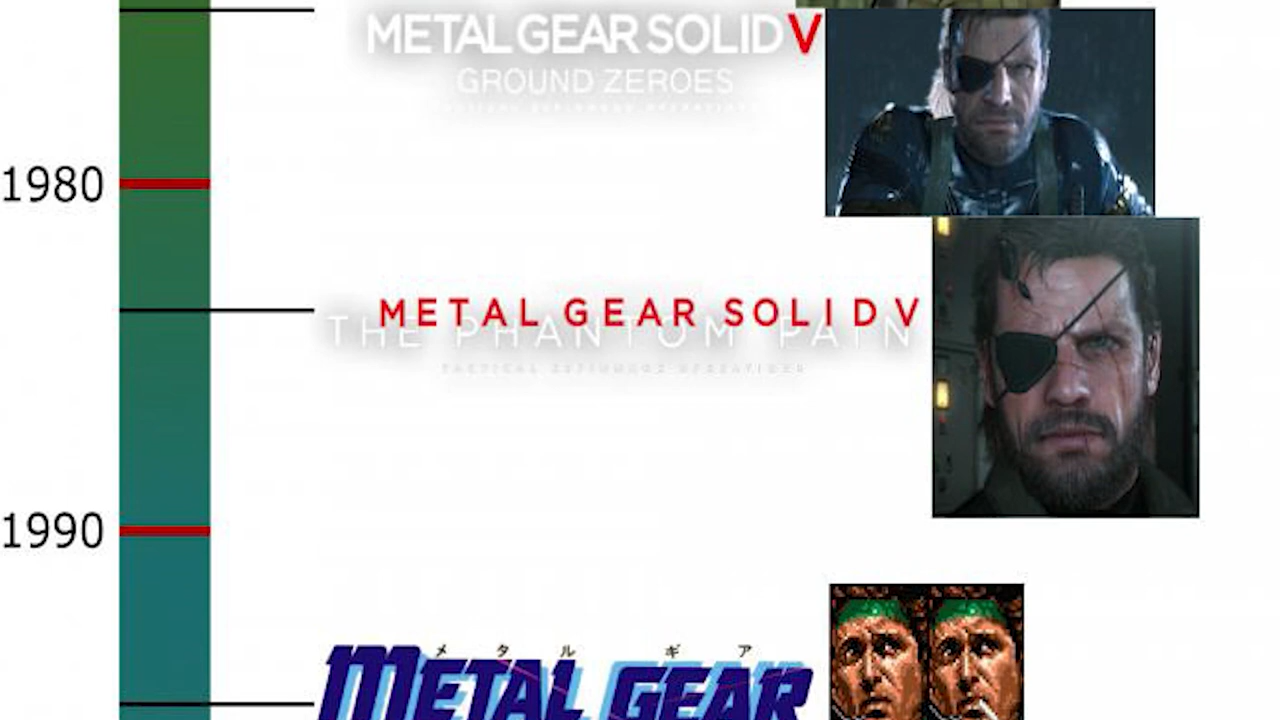 METAL GEAR SOLID V
GROUND ZEROES
1980
METAL GEAR SOLID V
THE PHANTOM PAIN
1990
メタルギア
METAL GEAR